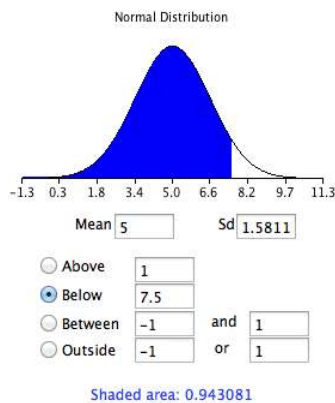 Normal Distribution
-1.3 0.3 1.8 3.4 5.0 6.6 8.2 9.7 11.3
Mean 5 Sd 1.5811
Above 1
Below 7.5
Between -1 and 1
Outside -1 or 1
Shaded area: 0.943081